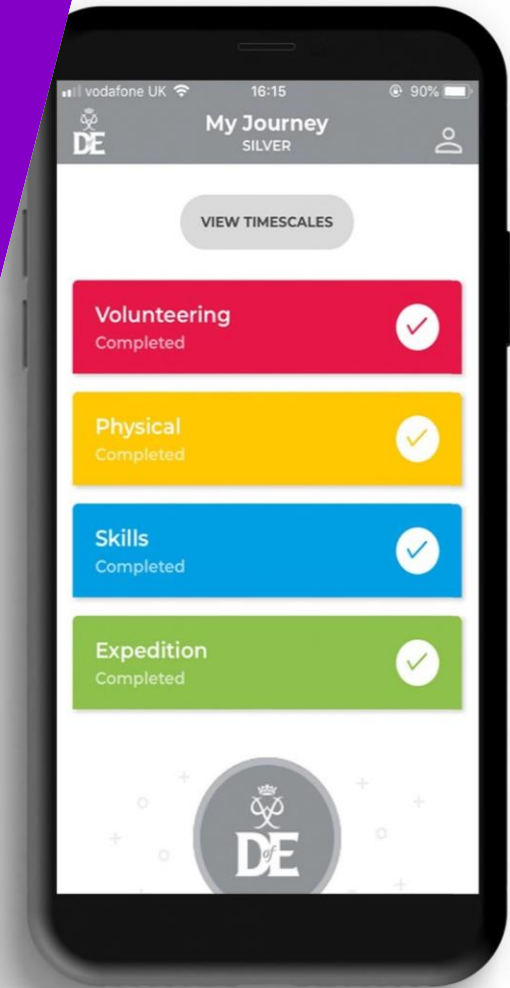 vodafone UK 16:15 90%
DofE
My Journey
SILVER
VIEW TIMESCALES
Volunteering
Completed
Physical
Completed
Skills
Completed
Expedition
Completed
DofE